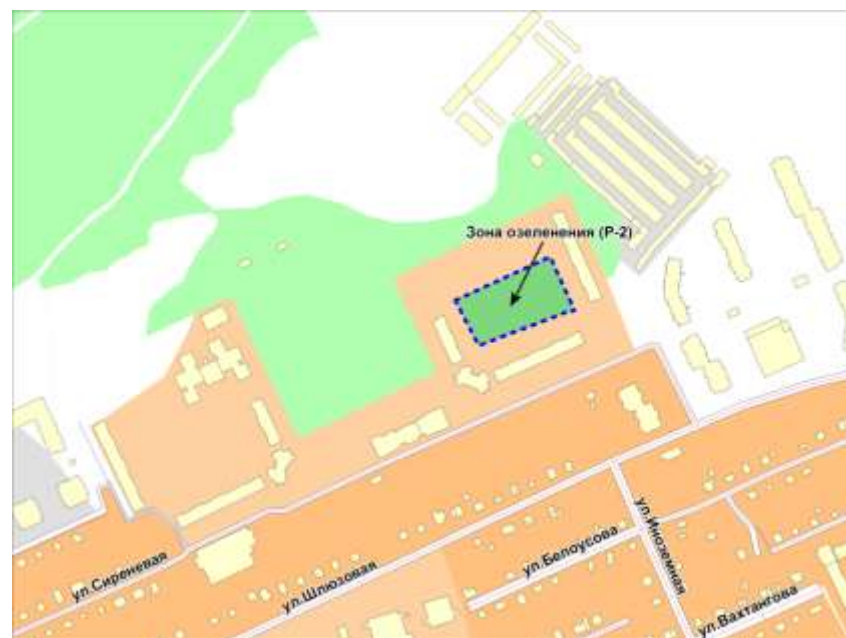 Зона озеленения (Р-2)
ул.Сиреневая
ул.Шлюзовая
ул.Белоусова
ул.Иноземная
ул.Вахтангова